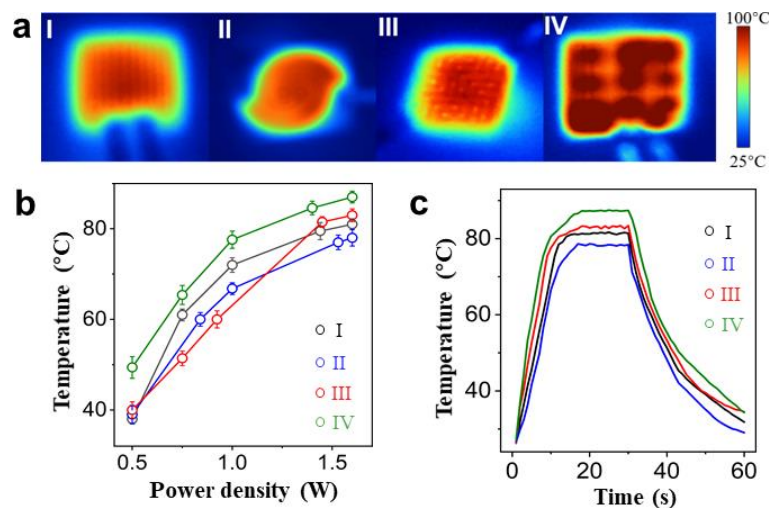 a
I
II
III
IV
100°C
25°C
b
Temperature (°C)
80
60
40
0.5
1.0
1.5
Power density (W)
I
II
III
IV
c
Temperature (°C)
80
60
40
0
20
40
60
Time (s)
I
II
III
IV